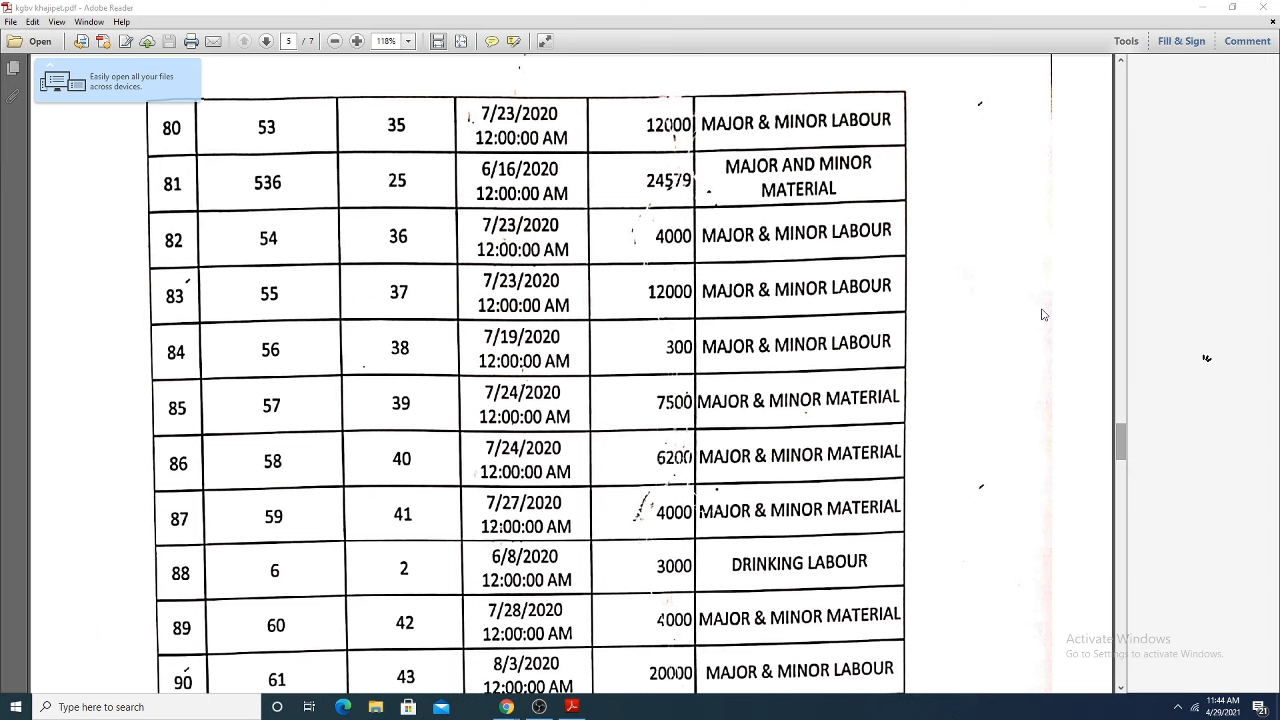 kgbv khajipet.pdf - Adobe Reader
File Edit View Window Help
Open 5 / 7 118% Tools Fill & Sign Comment
Easily open all your files
across devices.
80 53 35 7/23/2020 12:00:00 AM 12000 MAJOR & MINOR LABOUR
81 536 25 6/16/2020 12:00:00 AM 24579 MAJOR AND MINOR MATERIAL
82 54 36 7/23/2020 12:00:00 AM 4000 MAJOR & MINOR LABOUR
83 55 37 7/23/2020 12:00:00 AM 12000 MAJOR & MINOR LABOUR
84 56 38 7/19/2020 12:00:00 AM 300 MAJOR & MINOR LABOUR
85 57 39 7/24/2020 12:00:00 AM 7500 MAJOR & MINOR MATERIAL
86 58 40 7/24/2020 12:00:00 AM 6200 MAJOR & MINOR MATERIAL
87 59 41 7/27/2020 12:00:00 AM 4000 MAJOR & MINOR MATERIAL
88 6 2 6/8/2020 12:00:00 AM 3000 DRINKING LABOUR
89 60 42 7/28/2020 12:00:00 AM 4000 MAJOR & MINOR MATERIAL
90 61 43 8/3/2020 12:00:00 AM 20000 MAJOR & MINOR LABOUR
Activate Windows
Go to Settings to activate Windows.
Type here to search
11:44 AM
4/29/2021